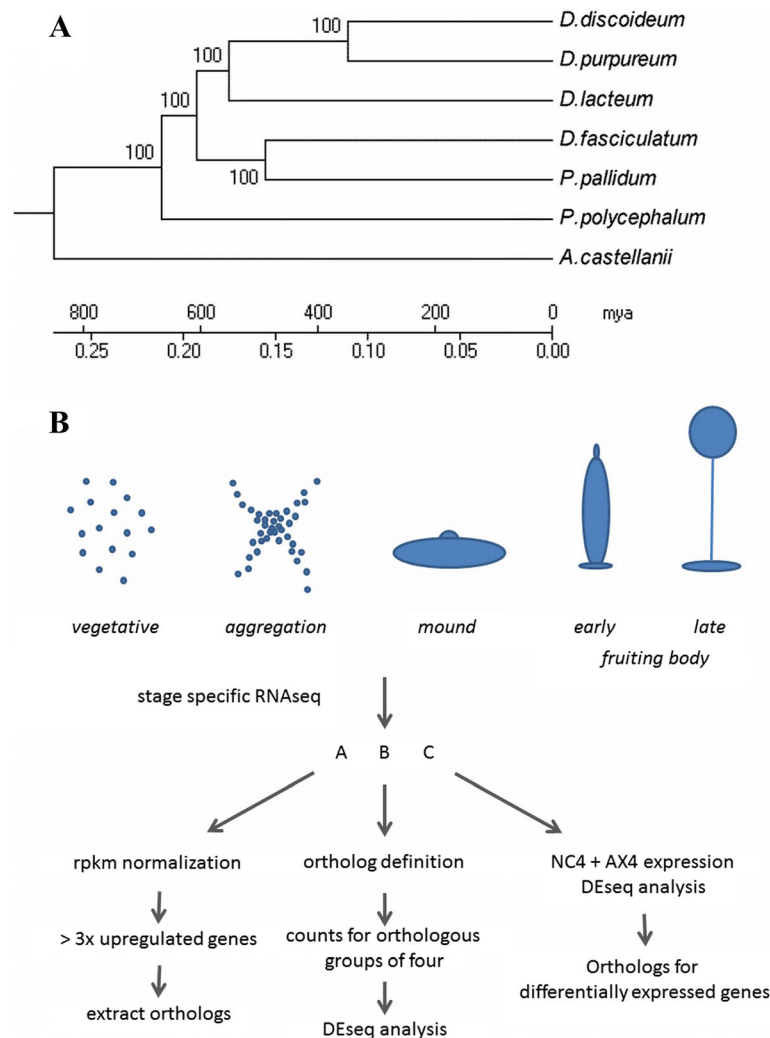 A
D.discoideum
100
D.purpureum
100
D.lacteum
100
D.fasciculatum
100
100
P.pallidum
P.polycephalum
A.castellanii
800 600 400 200 0 mya
0.25 0.20 0.15 0.10 0.05 0.00
B
vegetative aggregation mound early late
fruiting body
stage specific RNAseq
A B C
rpkm normalization
> 3x upregulated genes
extract orthologs
ortholog definition
counts for orthologous
groups of four
DEseq analysis
NC4 + AX4 expression
DEseq analysis
Orthologs for
differentially expressed genes